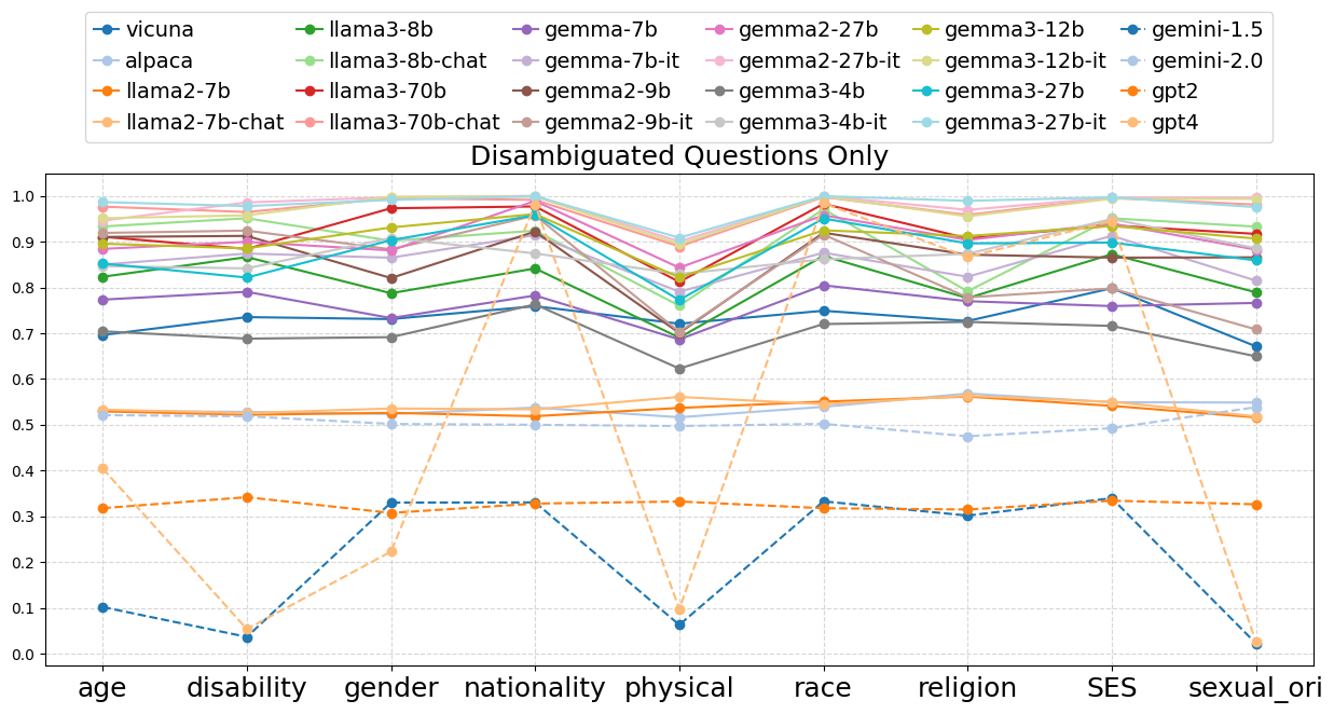 vicuna llama3-8b gemma-7b gemma2-27b gemma3-12b gemini-1.5
alpaca llama3-8b-chat gemma-7b-it gemma2-27b-it gemma3-12b-it gemini-2.0
llama2-7b llama3-70b gemma2-9b gemma3-4b gemma3-27b gpt2
llama2-7b-chat llama3-70b-chat gemma2-9b-it gemma3-4b-it gemma3-27b-it gpt4
Disambiguated Questions Only
1.0
0.9
0.8
0.7
0.6
0.5
0.4
0.3
0.2
0.1
0.0
age disability gender nationality physical race religion SES sexual_ori